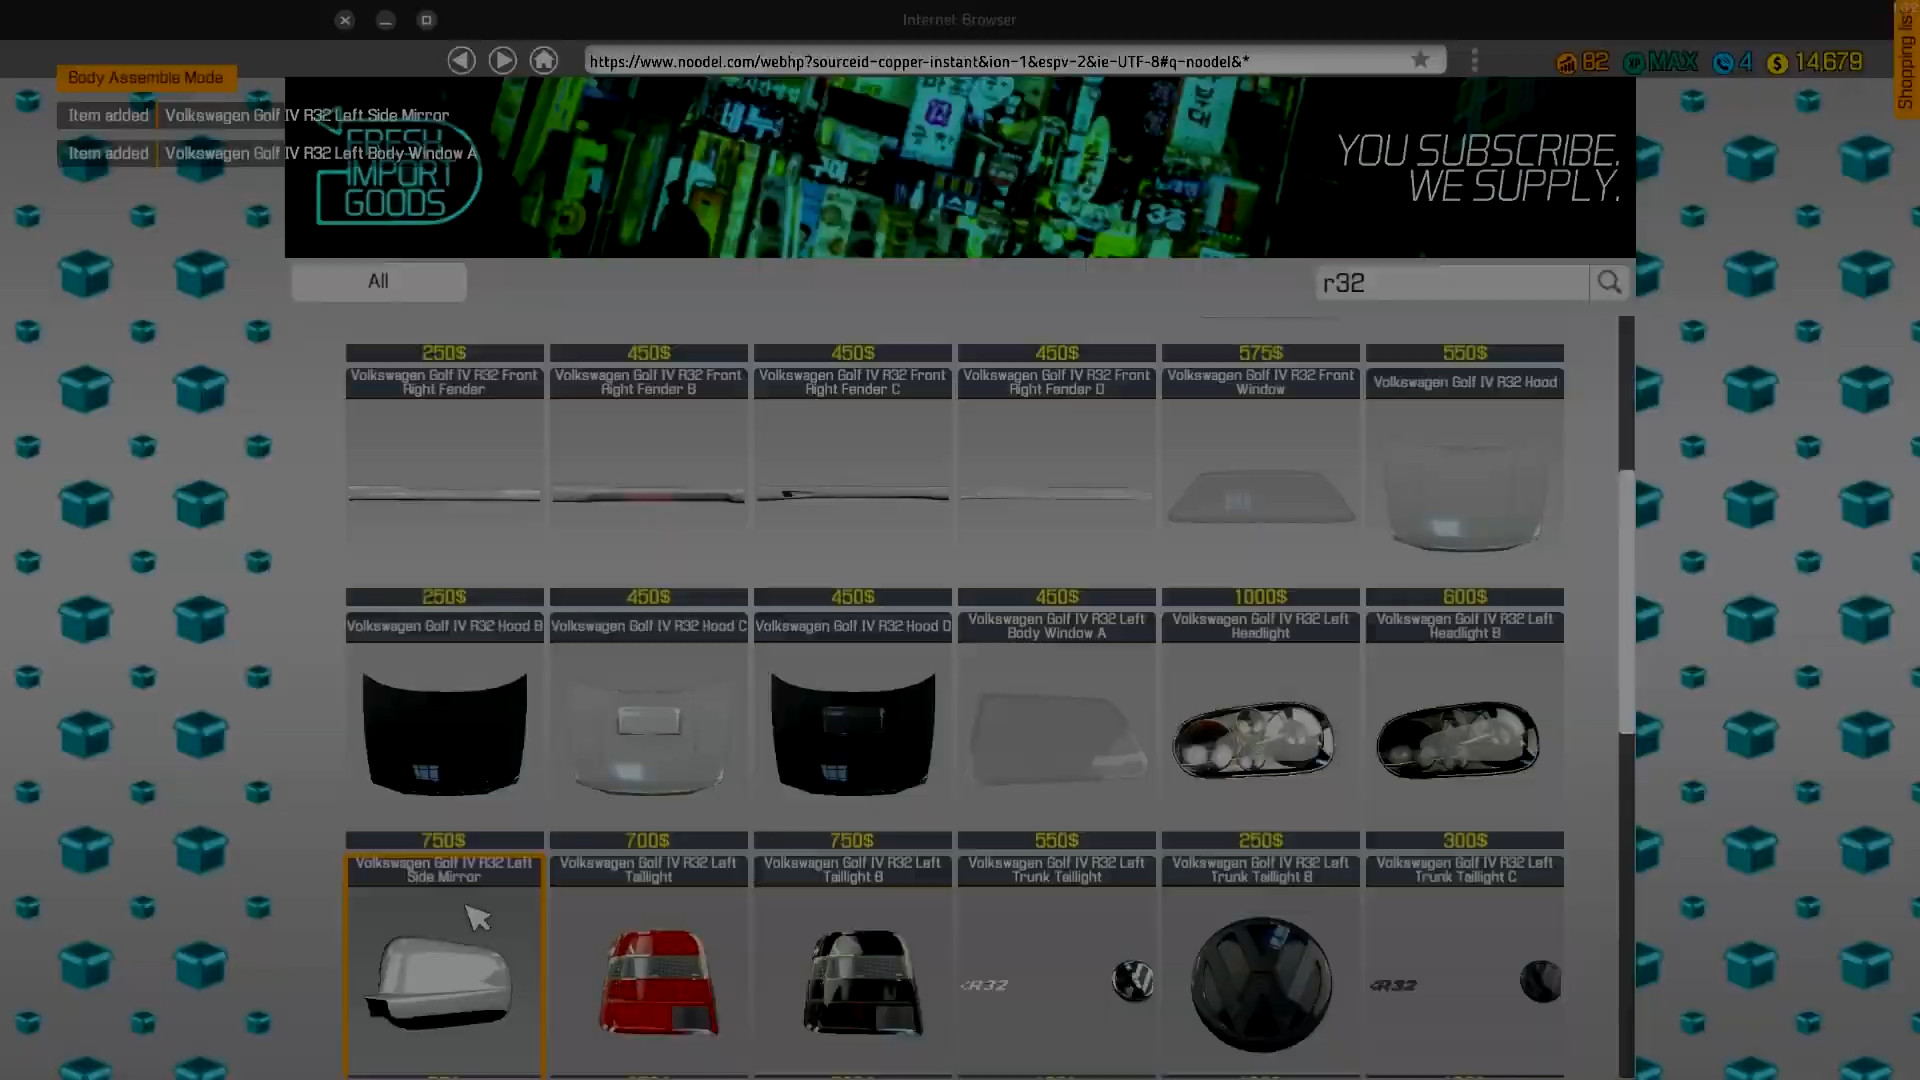 Internet Browser
https://www.noodel.com/webhp?sourceid-copper-instant&ion-1&espv-2&ie-UTF-8#q-noodel&*
82 XP MAX 4 $ 14,679
Shopping list
Body Assemble Mode
Item added Volkswagen Golf IV R32 Left Side Mirror
Item added Volkswagen Golf IV R32 Left Body Window A
FRESH
IMPORT
GOODS
YOU SUBSCRIBE.
WE SUPPLY.
All
r32
250$ 450$ 450$ 450$ 575$ 550$
Volkswagen Golf IV R32 Front
Right Fender
Volkswagen Golf IV R32 Front
Right Fender B
Volkswagen Golf IV R32 Front
Right Fender C
Volkswagen Golf IV R32 Front
Right Fender D
Volkswagen Golf IV R32 Front
Window
Volkswagen Golf IV R32 Hood
250$ 450$ 450$ 450$ 1000$ 600$
Volkswagen Golf IV R32 Hood B
Volkswagen Golf IV R32 Hood C
Volkswagen Golf IV R32 Hood D
Volkswagen Golf IV R32 Left
Body Window A
Volkswagen Golf IV R32 Left
Headlight
Volkswagen Golf IV R32 Left
Headlight B
750$ 700$ 750$ 550$ 250$ 300$
Volkswagen Golf IV R32 Left
Side Mirror
Volkswagen Golf IV R32 Left
Taillight
Volkswagen Golf IV R32 Left
Taillight B
Volkswagen Golf IV R32 Left
Trunk Taillight
Volkswagen Golf IV R32 Left
Trunk Taillight B
Volkswagen Golf IV R32 Left
Trunk Taillight C
R32
R32